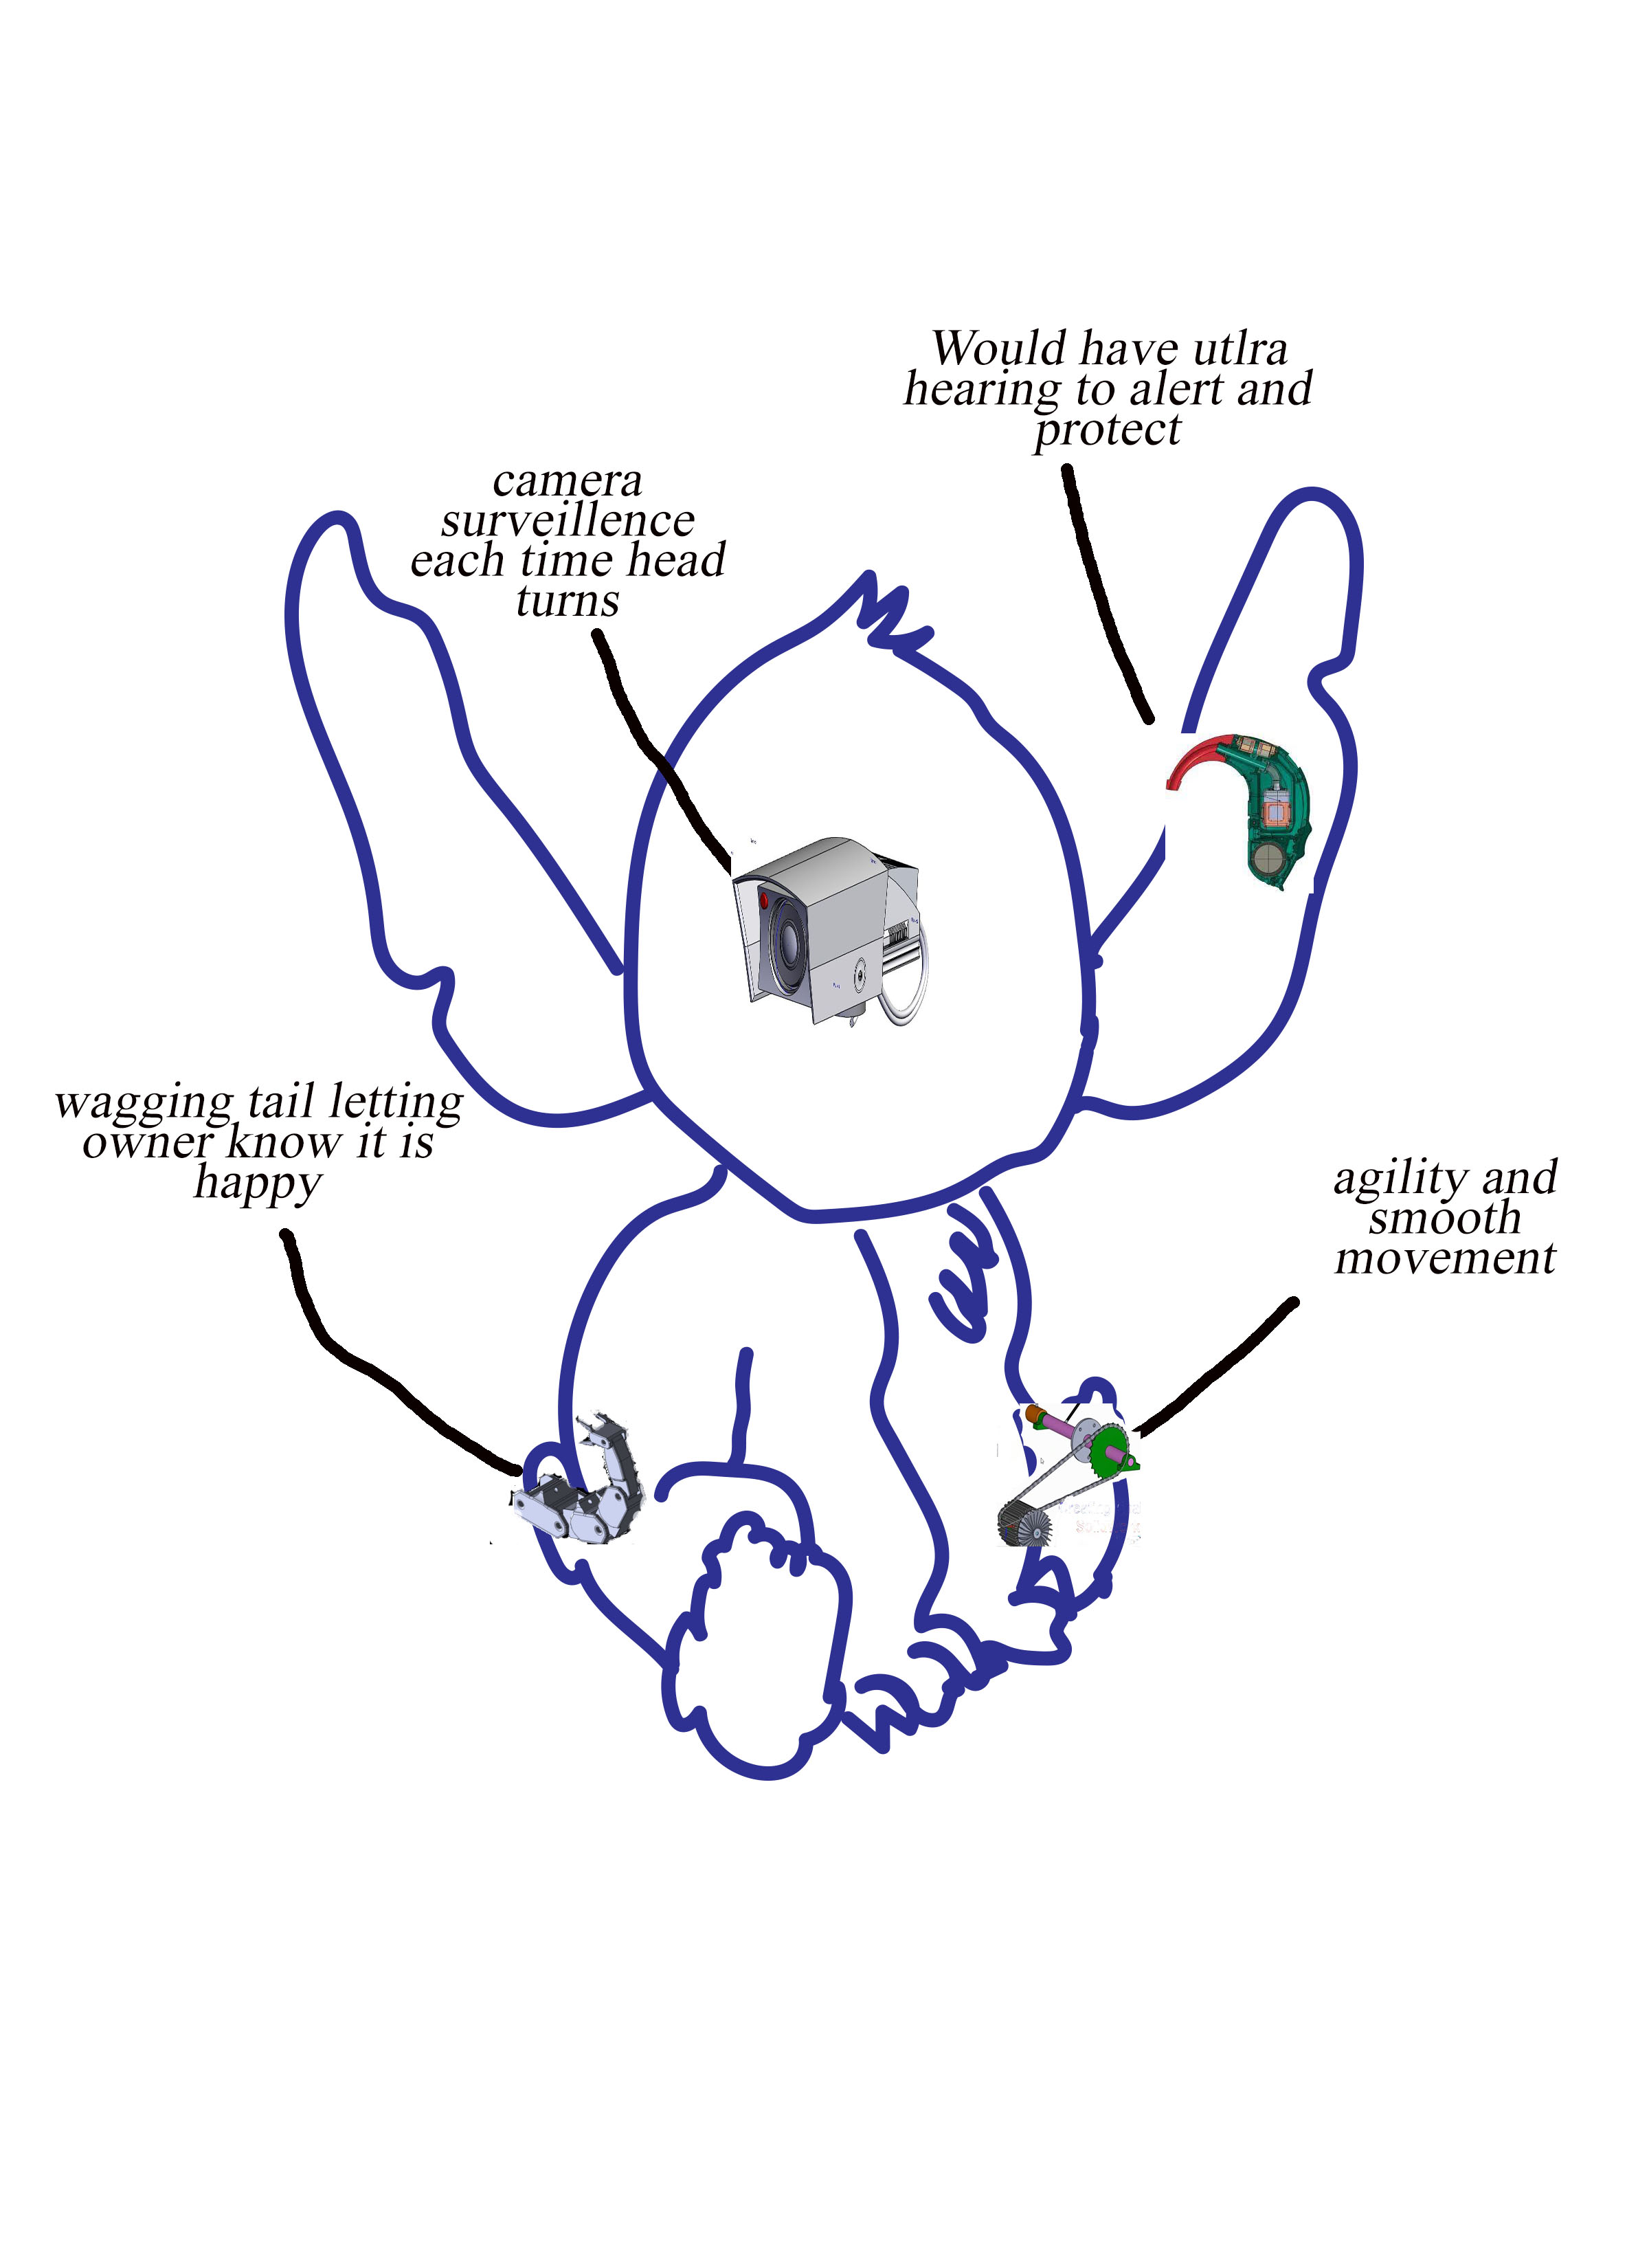 Would have utlra
hearing to alert and
protect
camera
surveillence
each time head
turns
wagging tail letting
owner know it is
happy
agility and
smooth
movement